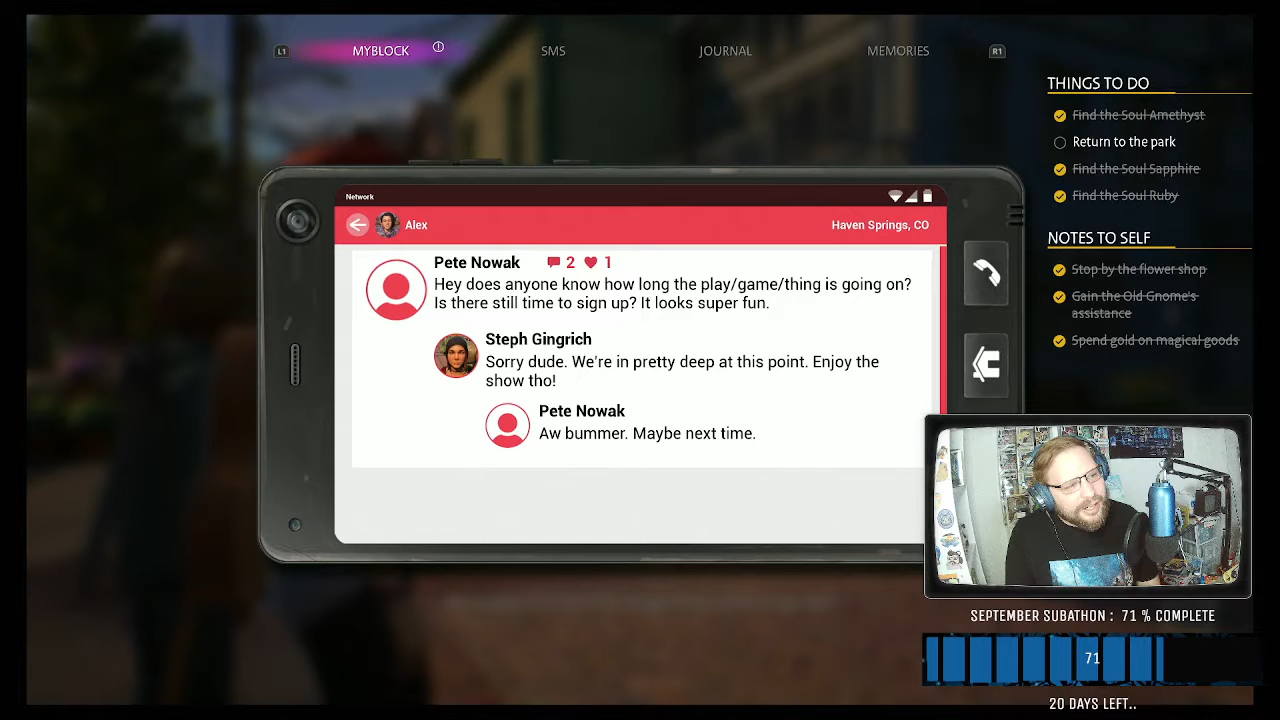 L1
MYBLOCK
SMS
JOURNAL
MEMORIES
R1
THINGS TO DO
Find the Soul Amethyst
Return to the park
Find the Soul Sapphire
Find the Soul Ruby
NOTES TO SELF
Stop by the flower shop
Gain the Old Gnome's
assistance
Spend gold on magical goods
Network
Alex
Haven Springs, CO
Pete Nowak 2 1
Hey does anyone know how long the play/game/thing is going on?
Is there still time to sign up? It looks super fun.
Steph Gingrich
Sorry dude. We're in pretty deep at this point. Enjoy the
show tho!
Pete Nowak
Aw bummer. Maybe next time.
SEPTEMBER SUBATHON : 71 % COMPLETE
71
20 DAYS LEFT..